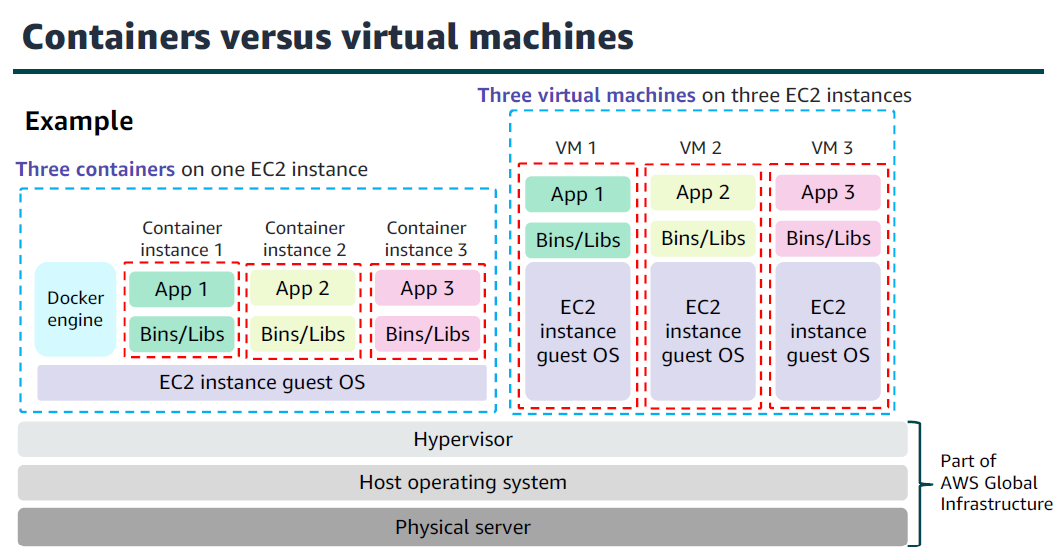 Containers versus virtual machines
Example
Three containers on one EC2 instance
Container
instance 1
Container
instance 2
Container
instance 3
Docker
engine
App 1
App 2
App 3
Bins/Libs
Bins/Libs
Bins/Libs
EC2 instance guest OS
Three virtual machines on three EC2 instances
VM 1
VM 2
VM 3
App 1
App 2
App 3
Bins/Libs
Bins/Libs
Bins/Libs
EC2
instance
guest OS
EC2
instance
guest OS
EC2
instance
guest OS
Hypervisor
Host operating system
Physical server
Part of
AWS Global
Infrastructure